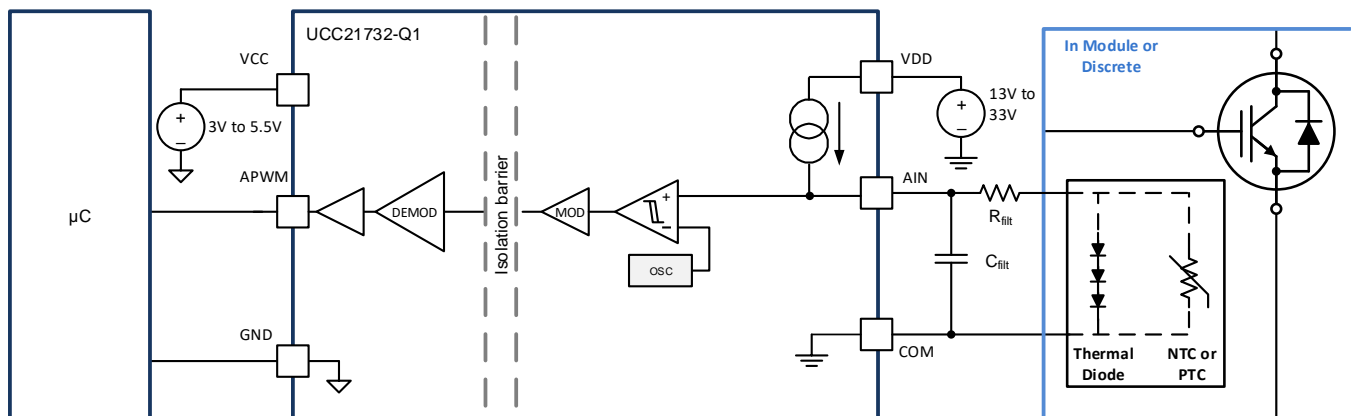 UCC21732-Q1
In Module or
Discrete
VCC
VDD
+
3V to 5.5V
−
+
13V to
33V
−
APWM
AIN
µC
DEMOD
Isolation barrier
MOD
+
−
OSC
Rfilt
Cfilt
GND
COM
Thermal
Diode
NTC or
PTC